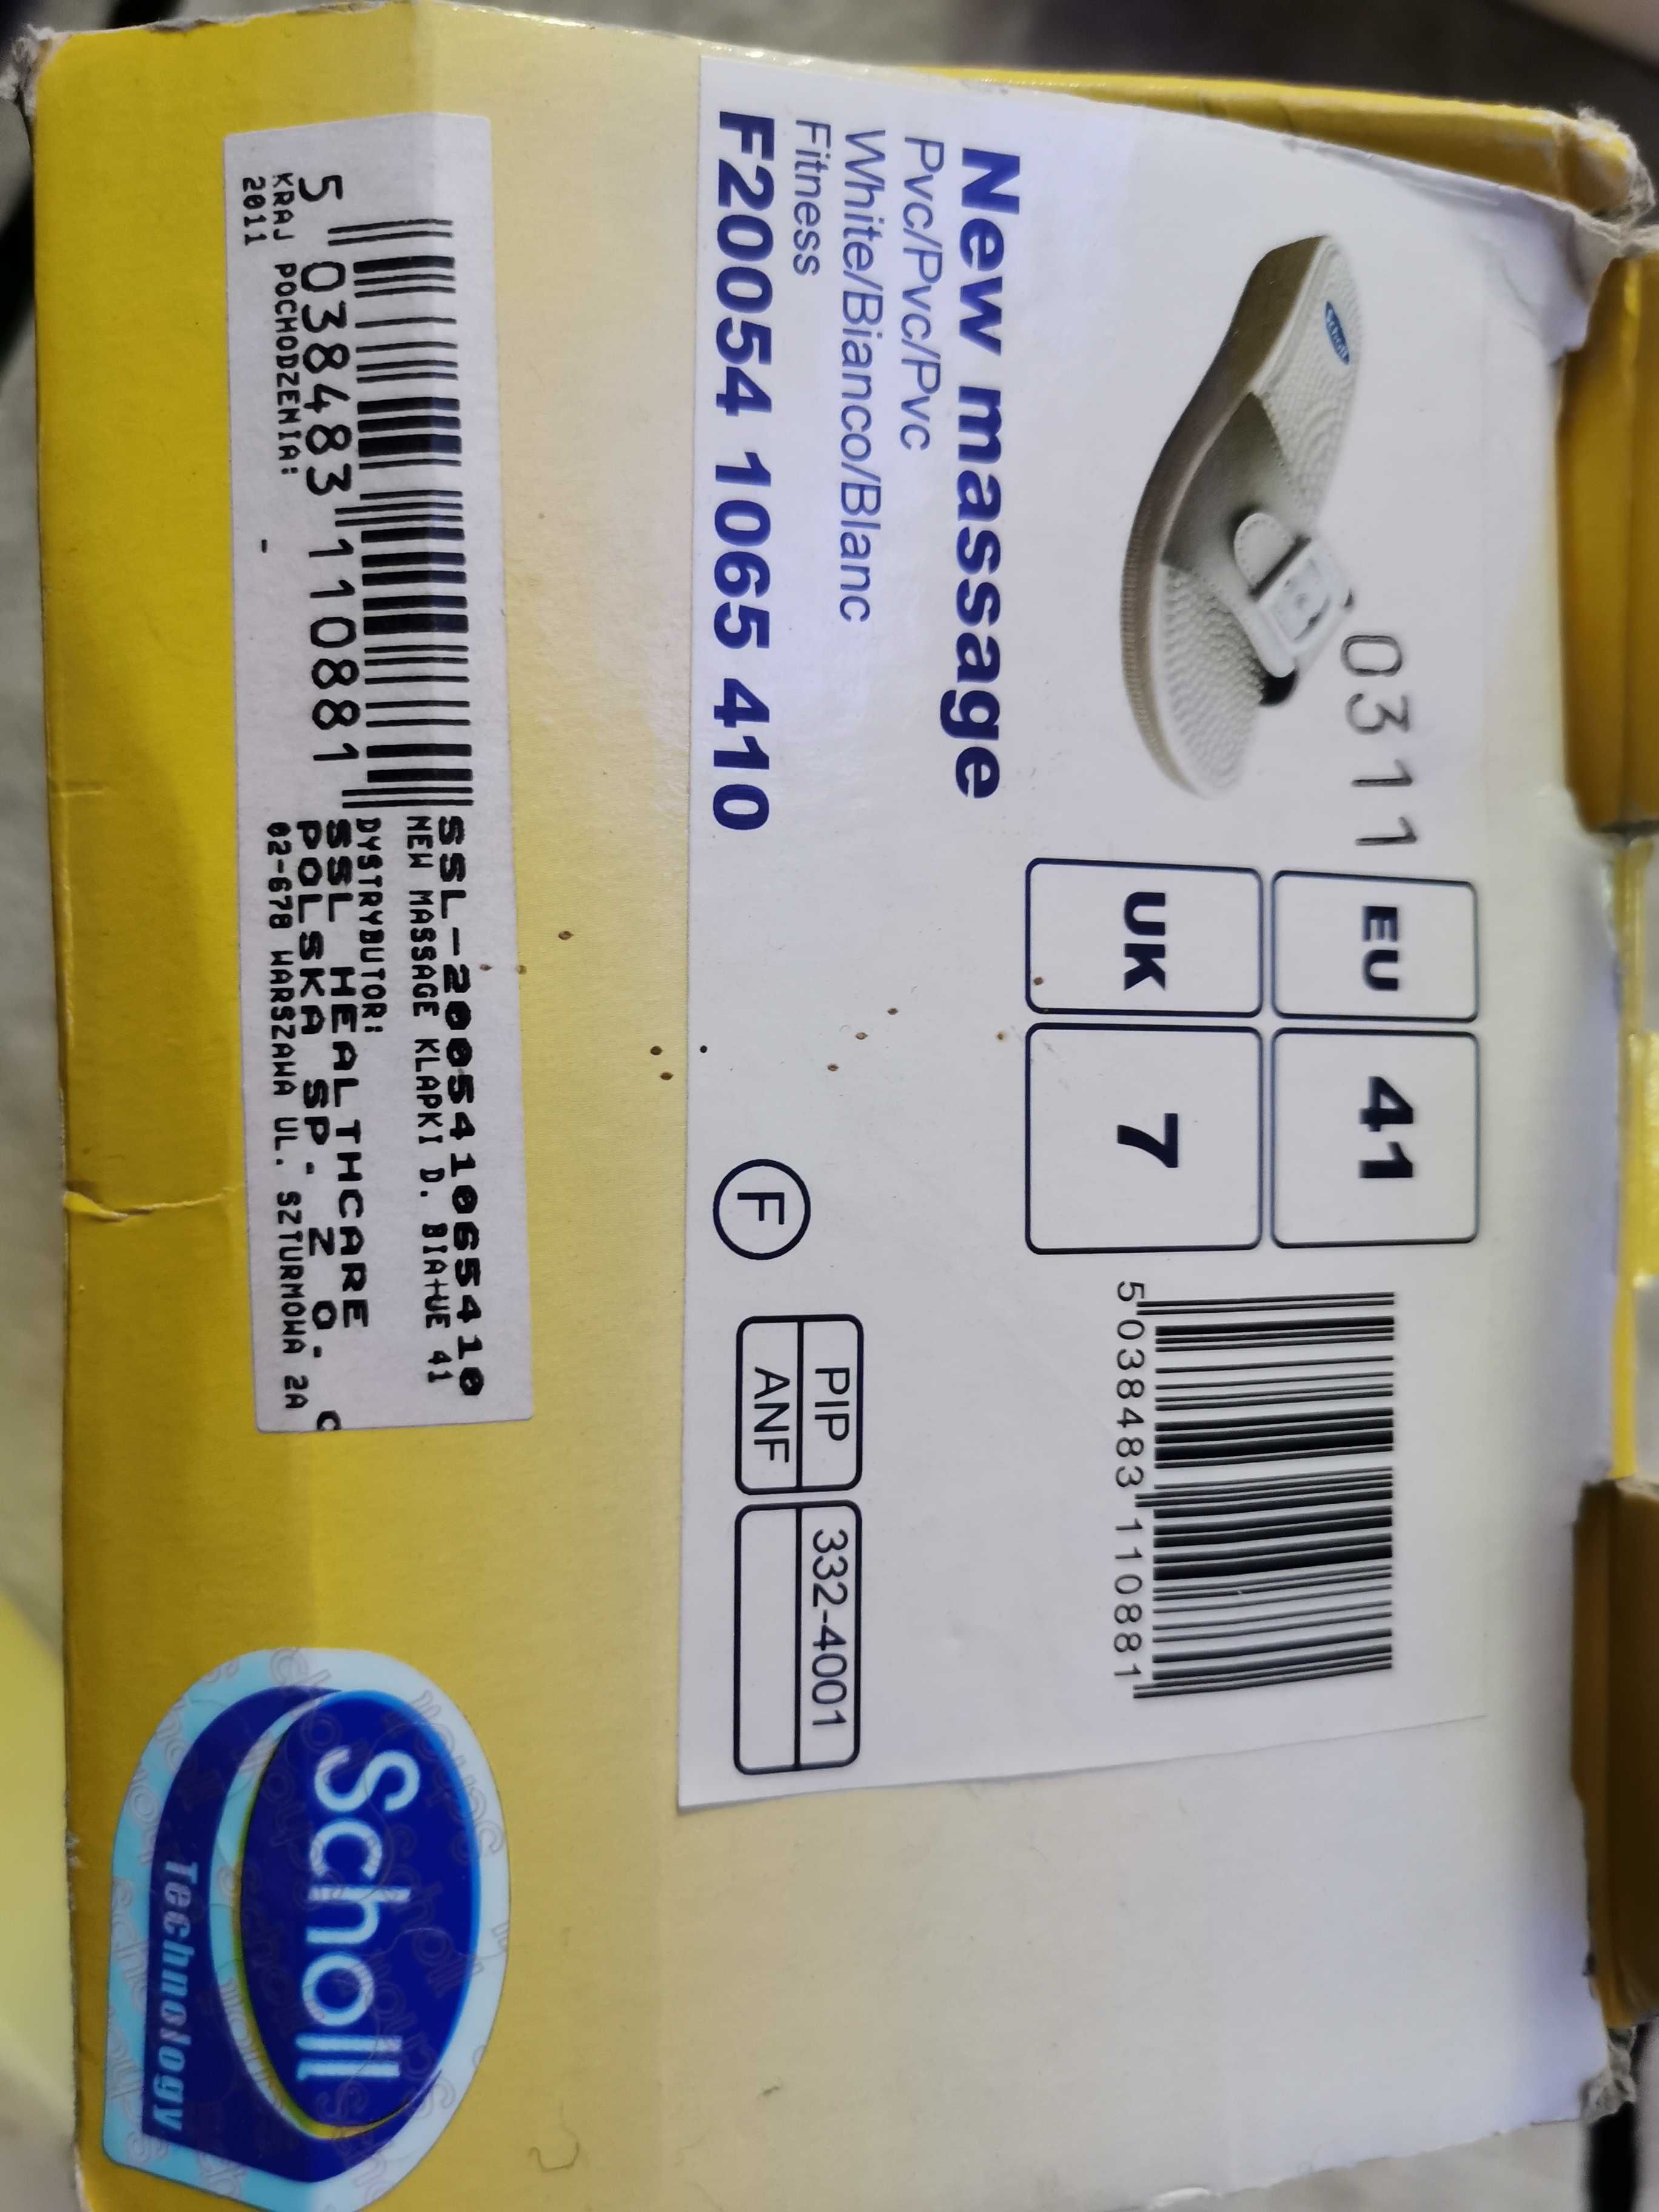 Scholl
0311
New massage
Pvc/Pvc/Pvc
White/Bianco/Blanc
Fitness
F20054 1065 410
EU 41
UK 7
5 038483 110881
F
PIP 332-4001
ANF
SSL-200541065410
NEW MASSAGE KLAPKI D. BIAŁE 41
5 038483 110881
DYSTRYBUTOR:
SSL HEALTHCARE
POLSKA SP. Z O. O
02-678 WARSZAWA UL. SZTURMOWA 2A
KRAJ POCHODZENIA: -
2011
Scholl
Technology